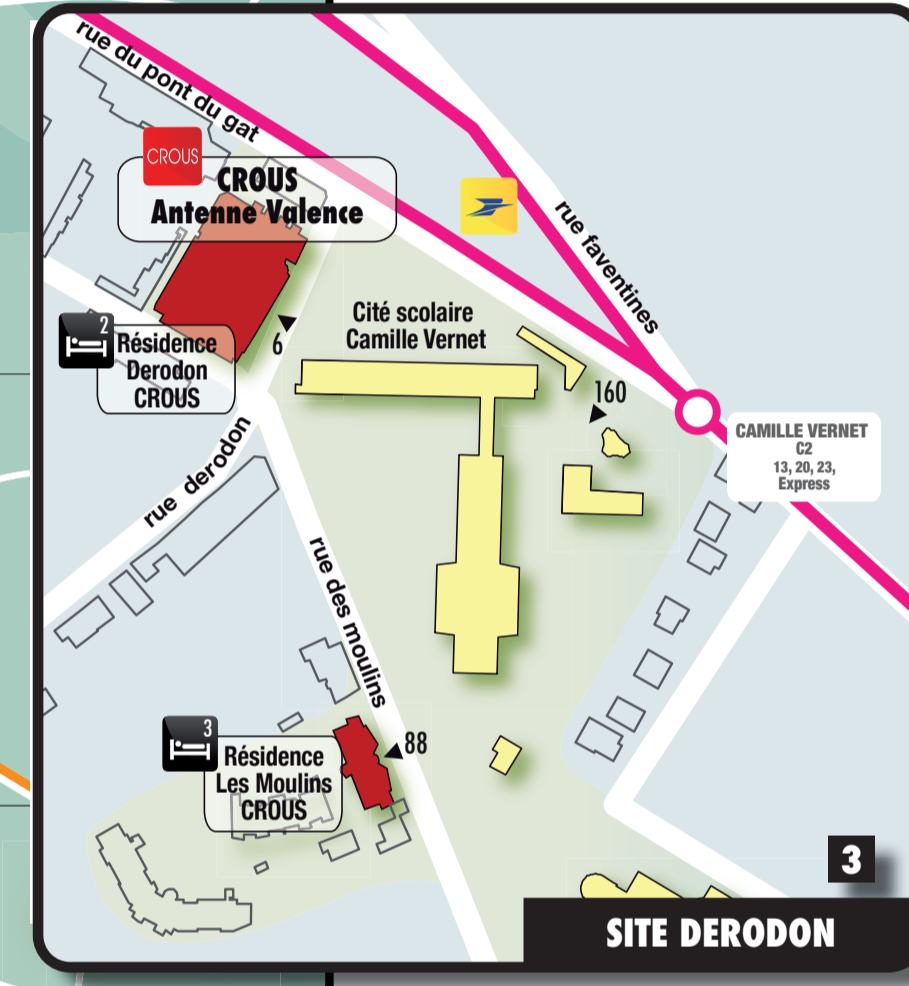 rue du pont du gat
CROUS
CROUS
Antenne Valence
rue faventines
2
Résidence
Derodon
CROUS
6
Cité scolaire
Camille Vernet
160
CAMILLE VERNET
C2
13, 20, 23,
Express
rue derodon
rue des moulins
3
Résidence
Les Moulins
CROUS
88
3
SITE DERODON